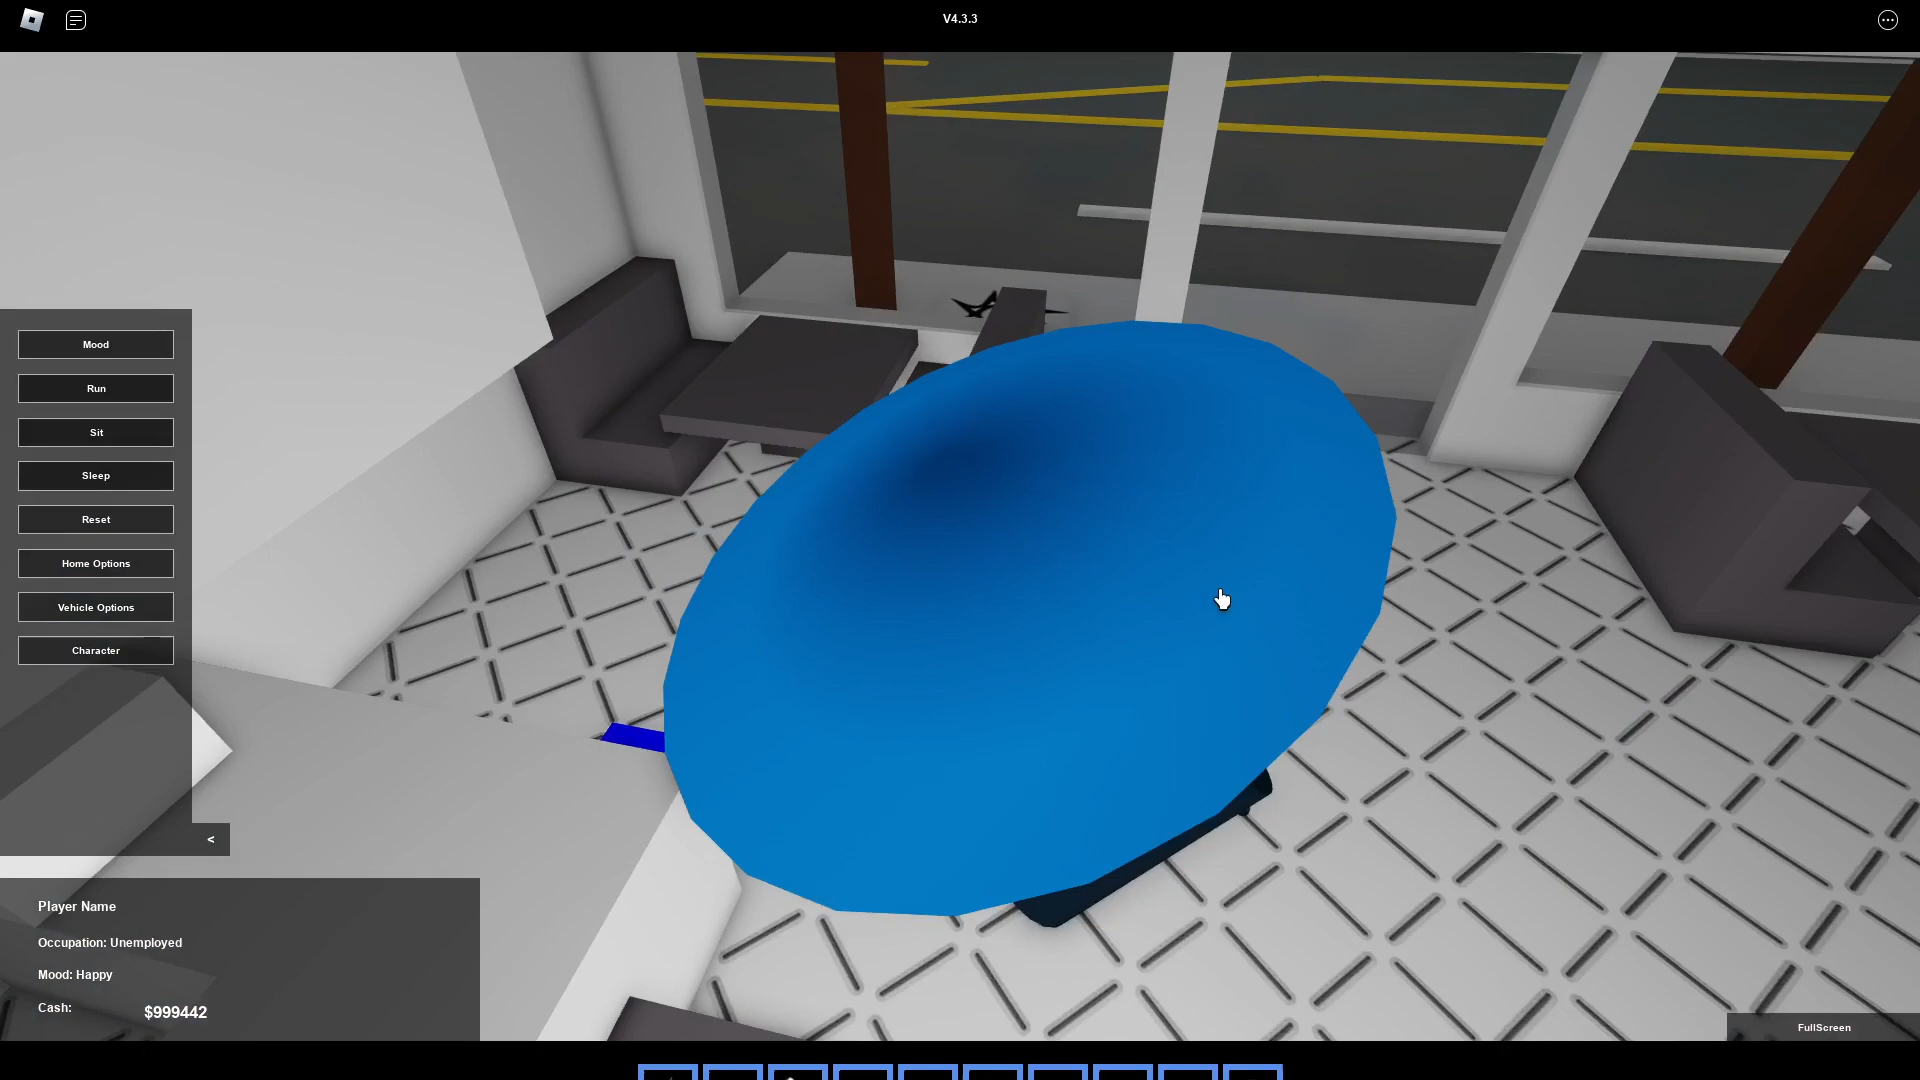 V4.3.3
Mood
Run
Sit
Sleep
Reset
Home Options
Vehicle Options
Character
<
Player Name
Occupation: Unemployed
Mood: Happy
Cash: $999442
FullScreen